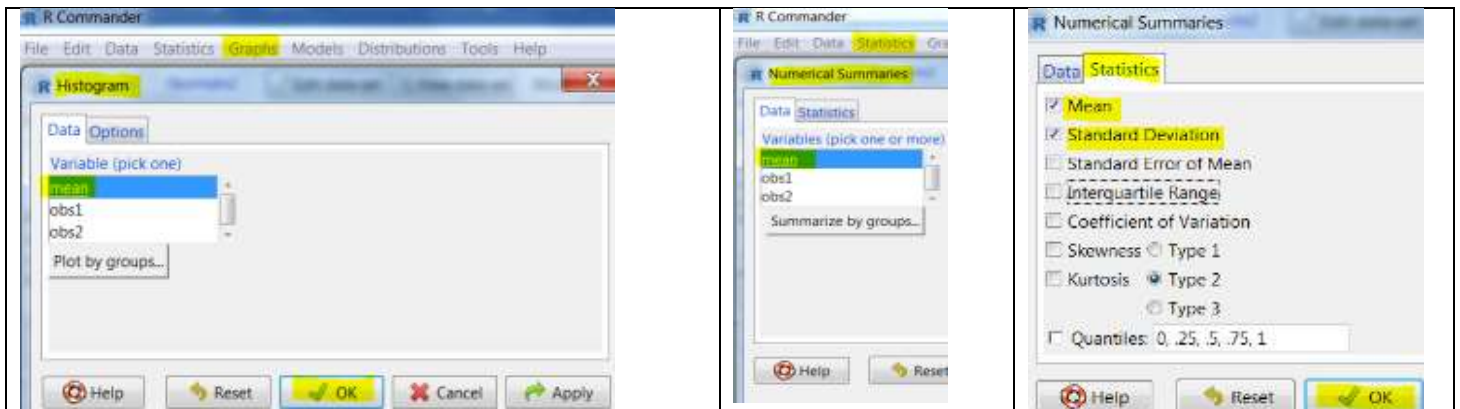 R Commander
File Edit Data Statistics Graphs Models Distributions Tools Help
Histogram
Data Options
Variable (pick one)
mean
obs1
obs2
Plot by groups...
Help Reset OK Cancel Apply
R Commander
File Edit Data Statistics Gra
Numerical Summaries
Data Statistics
Variables (pick one or more)
mean
obs1
obs2
Summarize by groups...
Help Reset
Numerical Summaries
Data Statistics
Mean
Standard Deviation
Standard Error of Mean
Interquartile Range
Coefficient of Variation
Skewness Type 1
Kurtosis Type 2
Type 3
Quantiles: 0, .25, .5, .75, 1
Help Reset OK